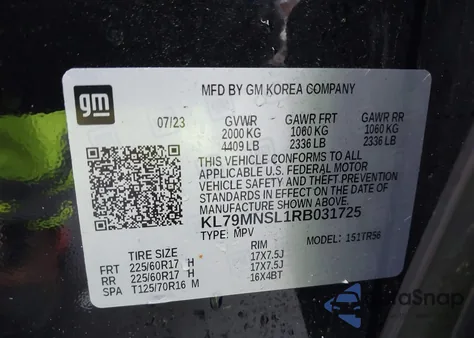 gm
MFD BY GM KOREA COMPANY
07/23 GVWR GAWR FRT GAWR RR
2000 KG 1060 KG 1060 KG
4409 LB 2336 LB 2336 LB
THIS VEHICLE CONFORMS TO ALL
APPLICABLE U.S. FEDERAL MOTOR
VEHICLE SAFETY AND THEFT PREVENTION
STANDARDS IN EFFECT ON THE DATE OF
MANUFACTURE SHOWN ABOVE.
KL79MNSL1RB031725
TYPE: MPV MODEL: 1S1TR56
TIRE SIZE RIM
FRT 225/60R17 H 17X7.5J
RR 225/60R17 H 17X7.5J
SPA T125/70R16 M 16X4BT